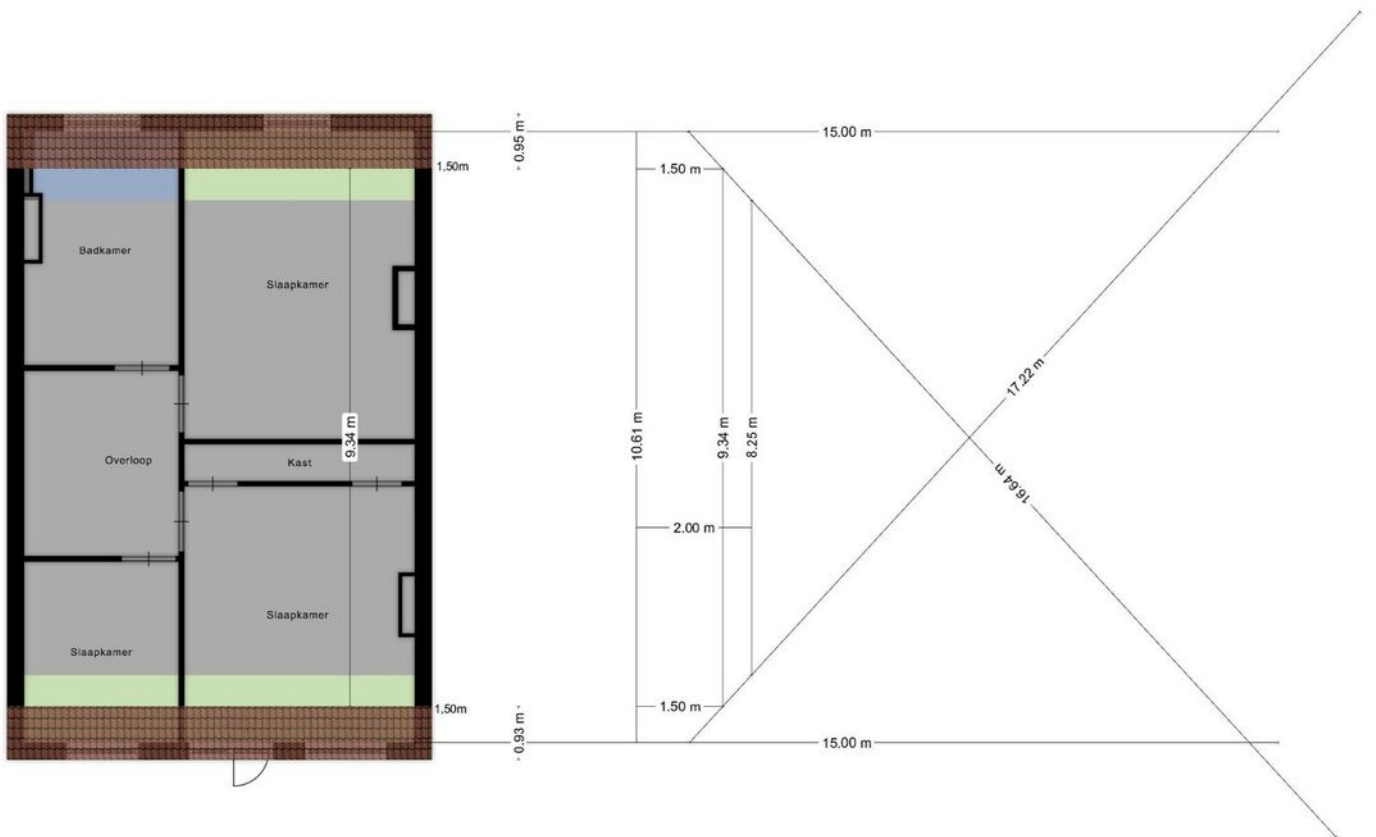 0.95 m
15.00 m
1,50m
1.50 m
Badkamer
Slaapkamer
17.22 m
10.61 m
9.34 m
8.25 m
9.34 m
Overloop
Kast
16.64 m
2.00 m
Slaapkamer
Slaapkamer
1,50m
1.50 m
0.93 m
15.00 m